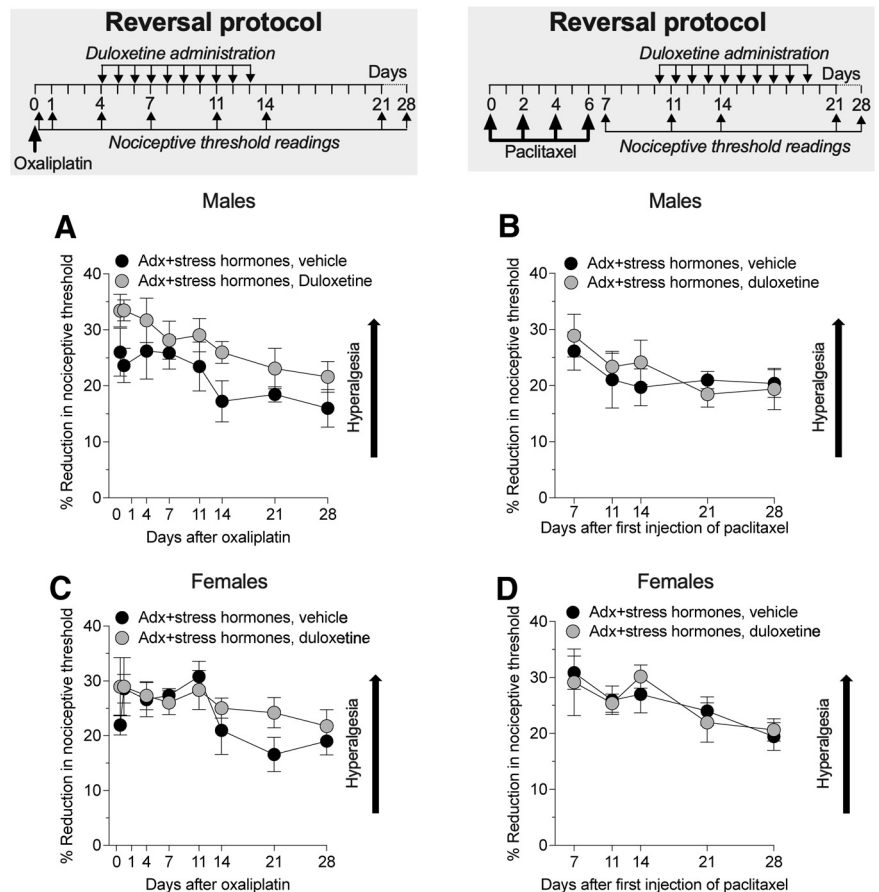 Reversal protocol
Duloxetine administration
Days
0 1 4 7 11 14 21 28
Nociceptive threshold readings
Oxaliplatin
Reversal protocol
Duloxetine administration
Days
0 2 4 6 7 11 14 21 28
Paclitaxel
Nociceptive threshold readings
Males
A
Adx+stress hormones, vehicle
Adx+stress hormones, Duloxetine
% Reduction in nociceptive threshold
40
30
20
10
0
Hyperalgesia
0 1 4 7 11 14 21 28
Days after oxaliplatin
Males
B
Adx+stress hormones, vehicle
Adx+stress hormones, duloxetine
% Reduction in nociceptive threshold
40
30
20
10
0
Hyperalgesia
7 11 14 21 28
Days after first injection of paclitaxel
Females
C
Adx+stress hormones, vehicle
Adx+stress hormones, duloxetine
% Reduction in nociceptive threshold
40
30
20
10
0
Hyperalgesia
0 1 4 7 11 14 21 28
Days after oxaliplatin
Females
D
Adx+stress hormones, vehicle
Adx+stress hormones, duloxetine
% Reduction in nociceptive threshold
40
30
20
10
0
Hyperalgesia
7 11 14 21 28
Days after first injection of paclitaxel